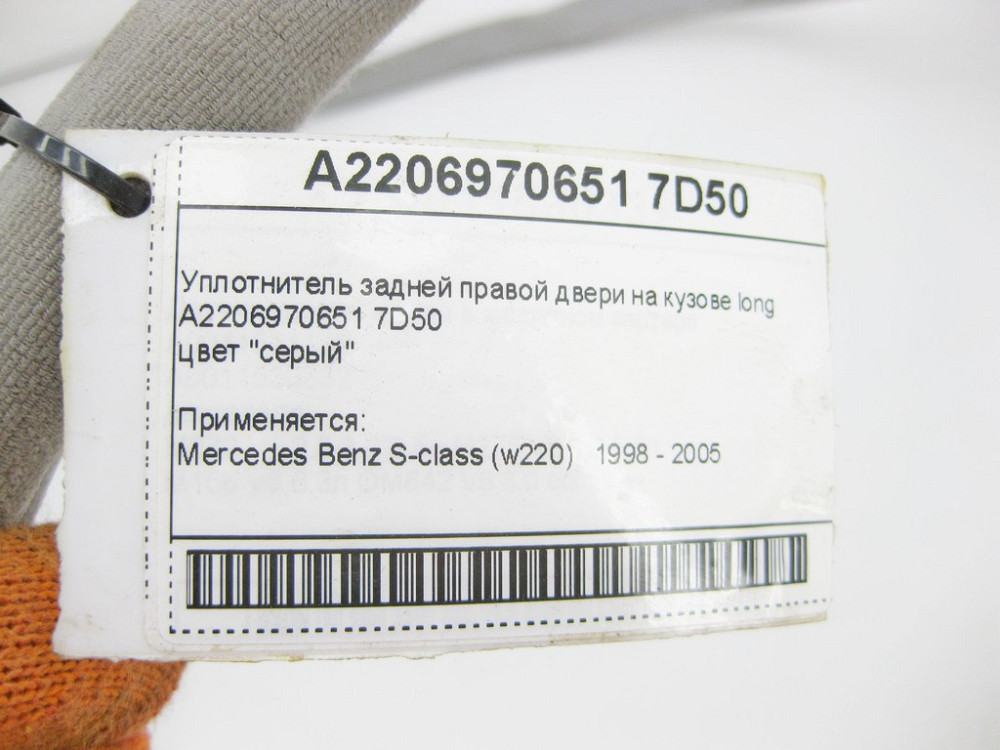 A2206970651 7D50
Уплотнитель задней правой двери на кузове long
A2206970651 7D50
цвет "серый"
Применяется:
Mercedes Benz S-class (w220) 1998 - 2005